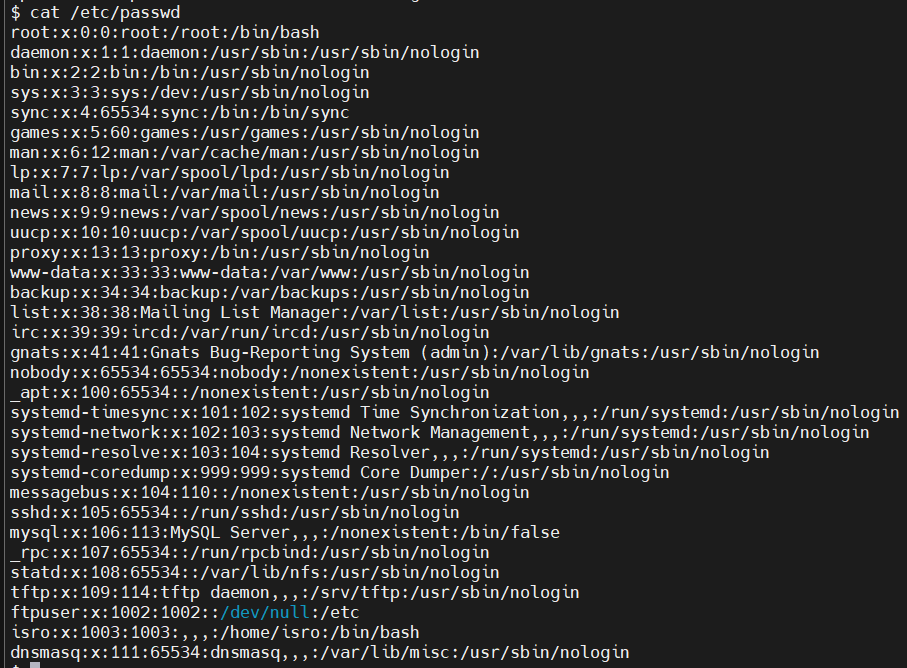 $ cat /etc/passwd
root:x:0:0:root:/root:/bin/bash
daemon:x:1:1:daemon:/usr/sbin:/usr/sbin/nologin
bin:x:2:2:bin:/bin:/usr/sbin/nologin
sys:x:3:3:sys:/dev:/usr/sbin/nologin
sync:x:4:65534:sync:/bin:/bin/sync
games:x:5:60:games:/usr/games:/usr/sbin/nologin
man:x:6:12:man:/var/cache/man:/usr/sbin/nologin
lp:x:7:7:lp:/var/spool/lpd:/usr/sbin/nologin
mail:x:8:8:mail:/var/mail:/usr/sbin/nologin
news:x:9:9:news:/var/spool/news:/usr/sbin/nologin
uucp:x:10:10:uucp:/var/spool/uucp:/usr/sbin/nologin
proxy:x:13:13:proxy:/bin:/usr/sbin/nologin
www-data:x:33:33:www-data:/var/www:/usr/sbin/nologin
backup:x:34:34:backup:/var/backups:/usr/sbin/nologin
list:x:38:38:Mailing List Manager:/var/list:/usr/sbin/nologin
irc:x:39:39:ircd:/var/run/ircd:/usr/sbin/nologin
gnats:x:41:41:Gnats Bug-Reporting System (admin):/var/lib/gnats:/usr/sbin/nologin
nobody:x:65534:65534:nobody:/nonexistent:/usr/sbin/nologin
_apt:x:100:65534::/nonexistent:/usr/sbin/nologin
systemd-timesync:x:101:102:systemd Time Synchronization,,,:/run/systemd:/usr/sbin/nologin
systemd-network:x:102:103:systemd Network Management,,,:/run/systemd:/usr/sbin/nologin
systemd-resolve:x:103:104:systemd Resolver,,,:/run/systemd:/usr/sbin/nologin
systemd-coredump:x:999:999:systemd Core Dumper:/:/usr/sbin/nologin
messagebus:x:104:110::/nonexistent:/usr/sbin/nologin
sshd:x:105:65534::/run/sshd:/usr/sbin/nologin
mysql:x:106:113:MySQL Server,,,:/nonexistent:/bin/false
_rpc:x:107:65534::/run/rpcbind:/usr/sbin/nologin
statd:x:108:65534::/var/lib/nfs:/usr/sbin/nologin
tftp:x:109:114:tftp daemon,,,:/srv/tftp:/usr/sbin/nologin
ftpuser:x:1002:1002::/dev/null:/etc
isro:x:1003:1003:,,,:/home/isro:/bin/bash
dnsmasq:x:111:65534:dnsmasq,,,:/var/lib/misc:/usr/sbin/nologin